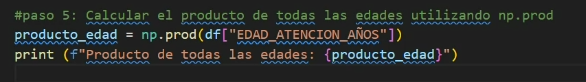 #paso 5: Calcular el producto de todas las edades utilizando np.prod
producto_edad = np.prod(df["EDAD_ATENCION_AÑOS"])
print (f"Producto de todas las edades: {producto_edad}")